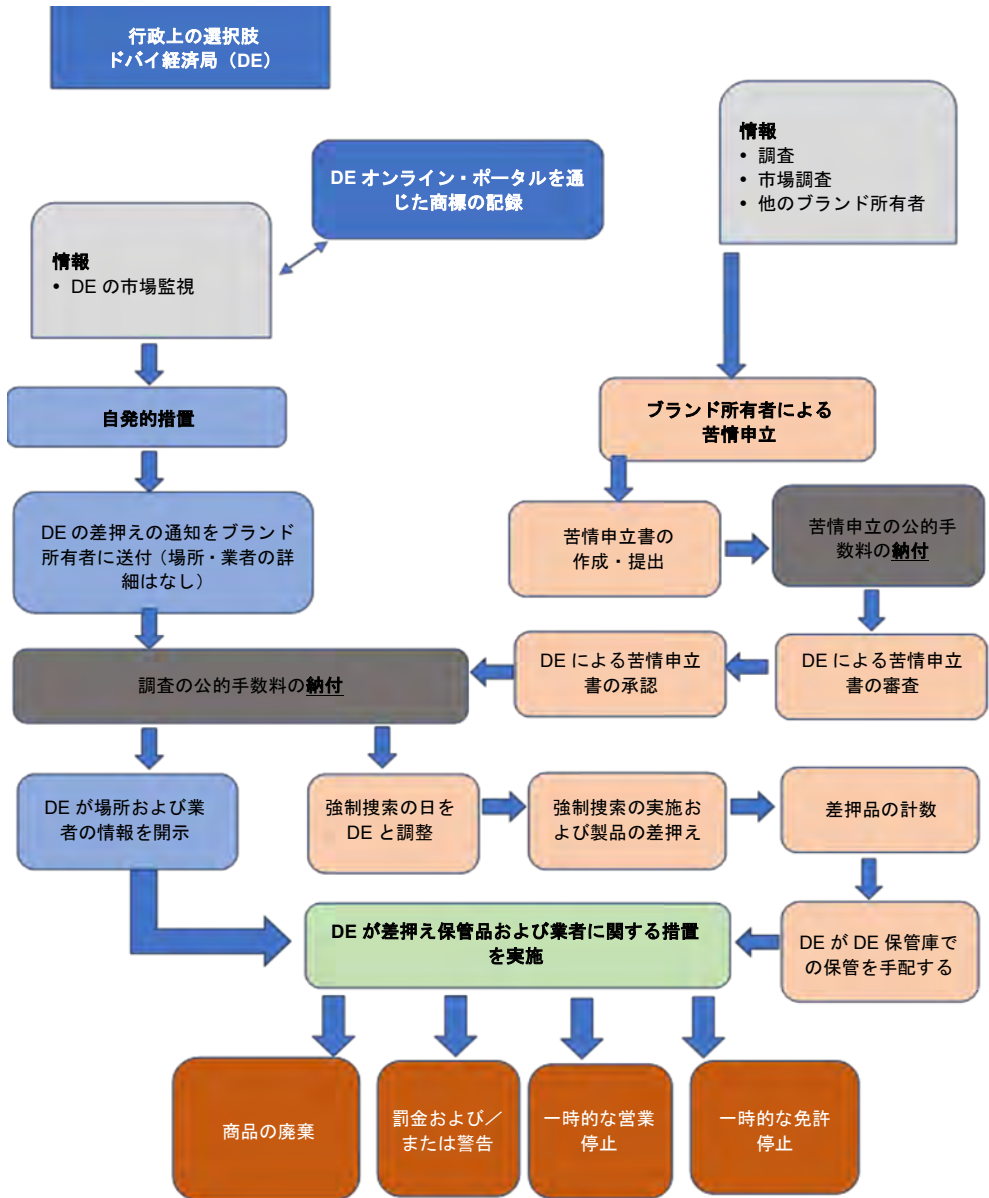 行政上の選択肢
ドバイ経済局（DE）
情報
• 調査
• 市場調査
• 他のブランド所有者
DE オンライン・ポータルを通
じた商標の記録
情報
• DE の市場監視
自発的措置
ブランド所有者による
苦情申立
DE の差押えの通知をブランド
所有者に送付（場所・業者の詳
細はなし）
苦情申立書の
作成・提出
苦情申立の公的手
数料の納付
調査の公的手数料の納付
DE による苦情申立
書の承認
DE による苦情申立
書の審査
DE が場所および業
者の情報を開示
強制捜索の日を
DE と調整
強制捜索の実施お
よび製品の差押え
差押品の計数
DE が差押え保管品および業者に関する措置
を実施
DE が DE 保管庫で
の保管を手配する
商品の廃棄
罰金および／
または警告
一時的な営業
停止
一時的な免許
停止